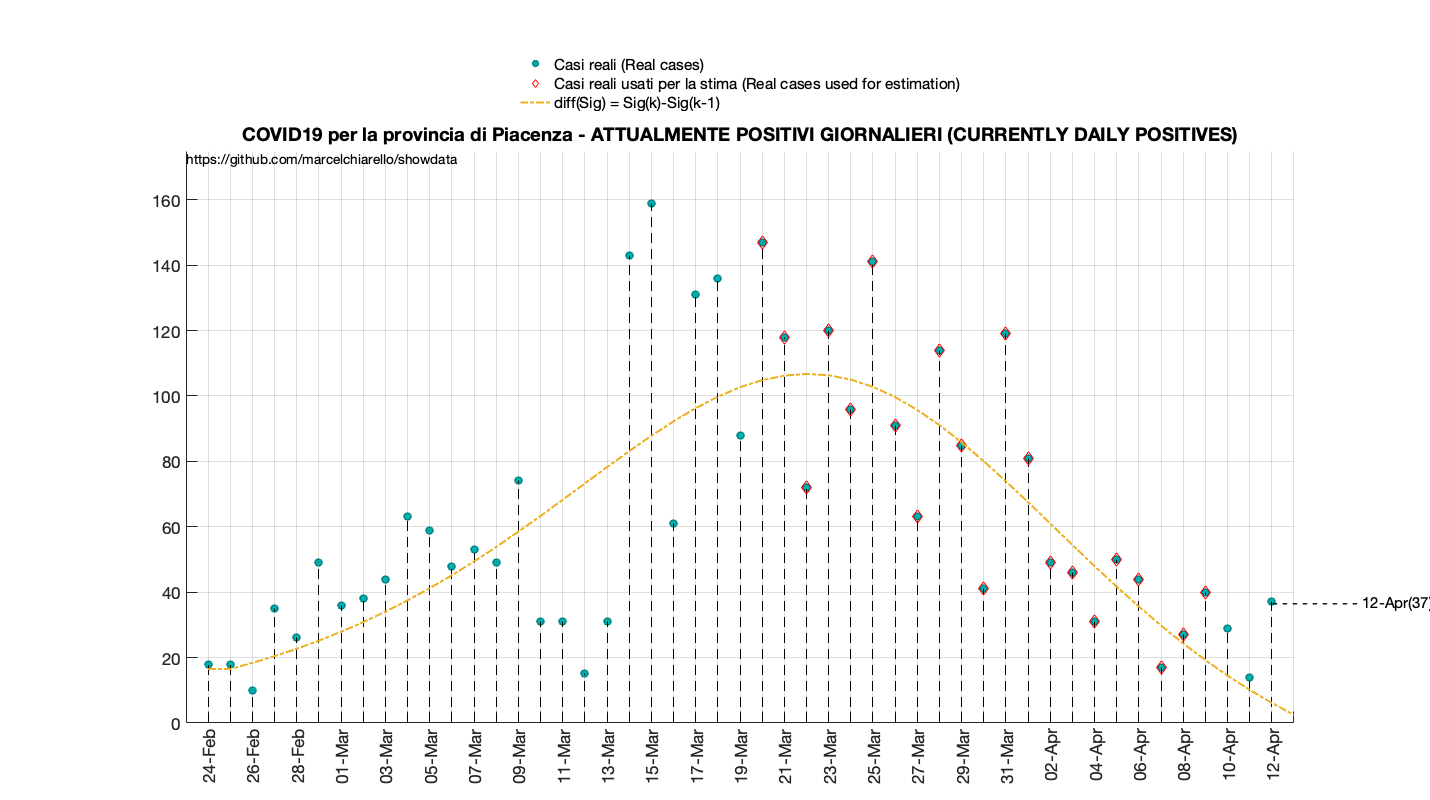 Casi reali (Real cases)
Casi reali usati per la stima (Real cases used for estimation)
diff(Sig) = Sig(k)-Sig(k-1)
COVID19 per la provincia di Piacenza - ATTUALMENTE POSITIVI GIORNALIERI (CURRENTLY DAILY POSITIVES)
https://github.com/marcelchiarello/showdata
160
140
120
100
80
60
40
20
0
12-Apr(37)
24-Feb
26-Feb
28-Feb
01-Mar
03-Mar
05-Mar
07-Mar
09-Mar
11-Mar
13-Mar
15-Mar
17-Mar
19-Mar
21-Mar
23-Mar
25-Mar
27-Mar
29-Mar
31-Mar
02-Apr
04-Apr
06-Apr
08-Apr
10-Apr
12-Apr